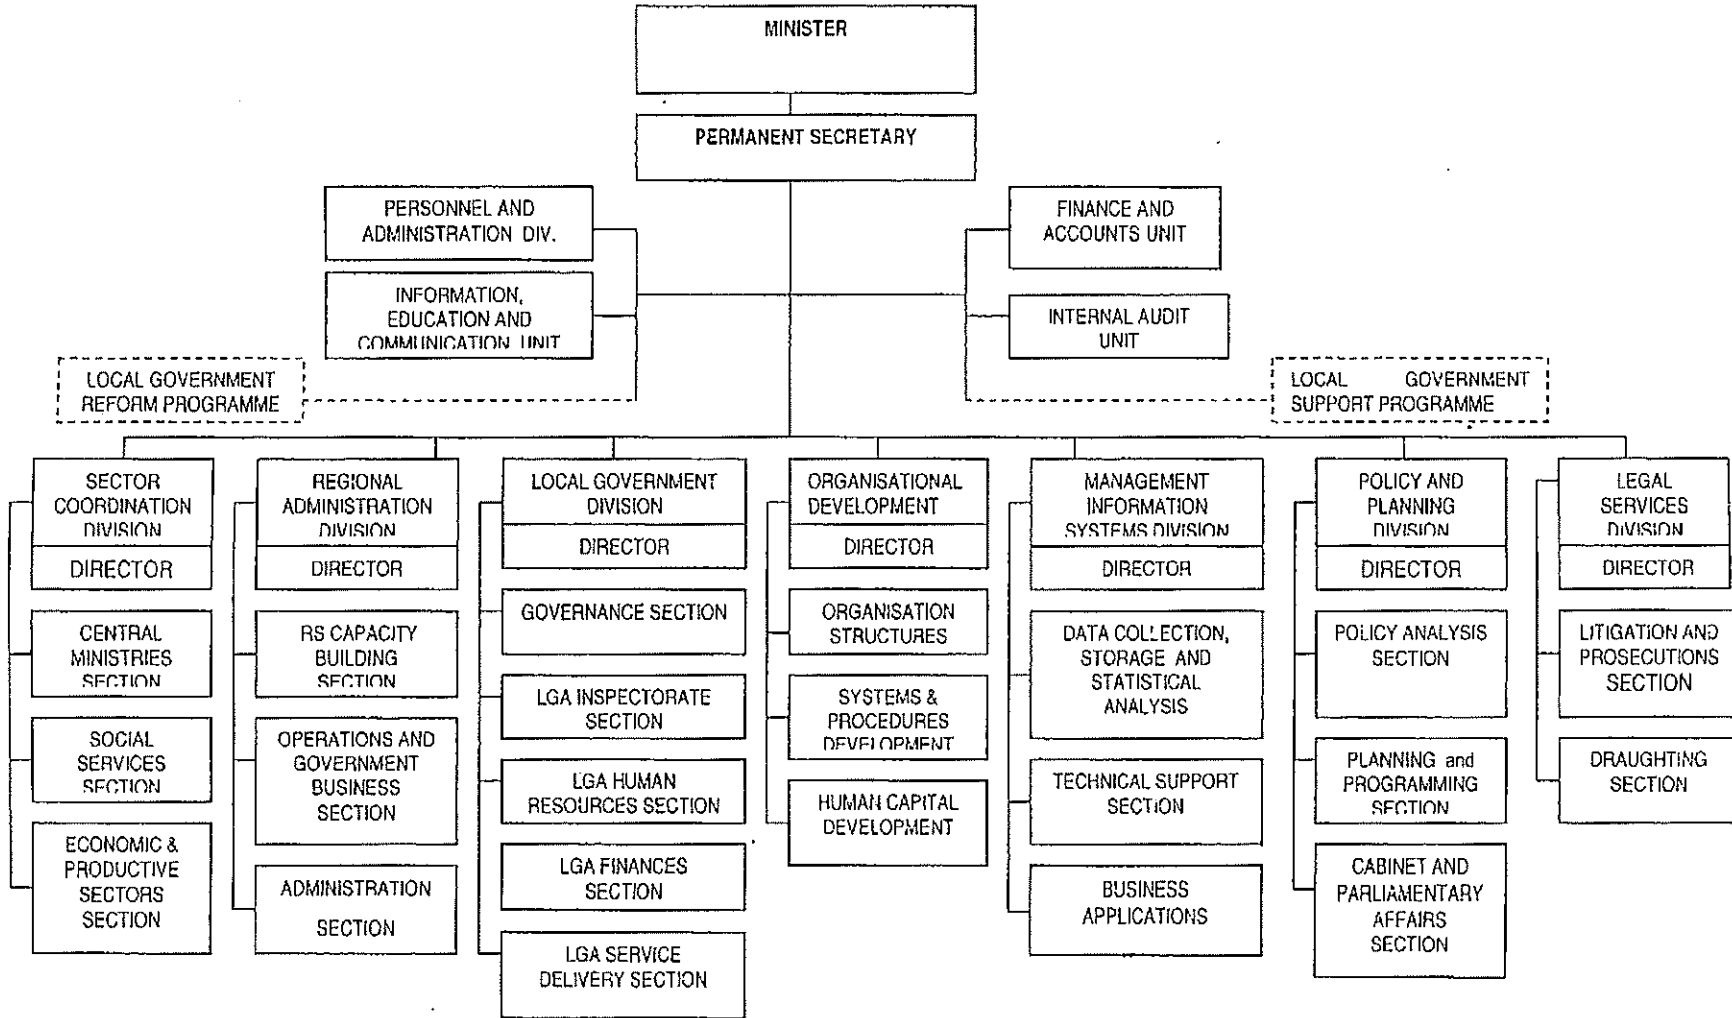 MINISTER
PERMANENT SECRETARY
PERSONNEL AND
ADMINISTRATION DIV.
FINANCE AND
ACCOUNTS UNIT
INFORMATION,
EDUCATION AND
COMMUNICATION UNIT
INTERNAL AUDIT
UNIT
LOCAL GOVERNMENT
REFORM PROGRAMME
LOCAL GOVERNMENT
SUPPORT PROGRAMME
SECTOR
COORDINATION
DIVISION
DIRECTOR
CENTRAL
MINISTRIES
SECTION
SOCIAL
SERVICES
SECTION
ECONOMIC &
PRODUCTIVE
SECTORS
SECTION
REGIONAL
ADMINISTRATION
DIVISION
DIRECTOR
RS CAPACITY
BUILDING
SECTION
OPERATIONS AND
GOVERNMENT
BUSINESS
SECTION
ADMINISTRATION
SECTION
LOCAL GOVERNMENT
DIVISION
DIRECTOR
GOVERNANCE SECTION
LGA INSPECTORATE
SECTION
LGA HUMAN
RESOURCES SECTION
LGA FINANCES
SECTION
LGA SERVICE
DELIVERY SECTION
ORGANISATIONAL
DEVELOPMENT
DIRECTOR
ORGANISATION
STRUCTURES
SYSTEMS &
PROCEDURES
DEVELOPMENT
HUMAN CAPITAL
DEVELOPMENT
MANAGEMENT
INFORMATION
SYSTEMS DIVISION
DIRECTOR
DATA COLLECTION,
STORAGE AND
STATISTICAL
ANALYSIS
TECHNICAL SUPPORT
SECTION
BUSINESS
APPLICATIONS
POLICY AND
PLANNING
DIVISION
DIRECTOR
POLICY ANALYSIS
SECTION
PLANNING and
PROGRAMMING
SECTION
CABINET AND
PARLIAMENTARY
AFFAIRS
SECTION
LEGAL
SERVICES
DIVISION
DIRECTOR
LITIGATION AND
PROSECUTIONS
SECTION
DRAUGHTING
SECTION